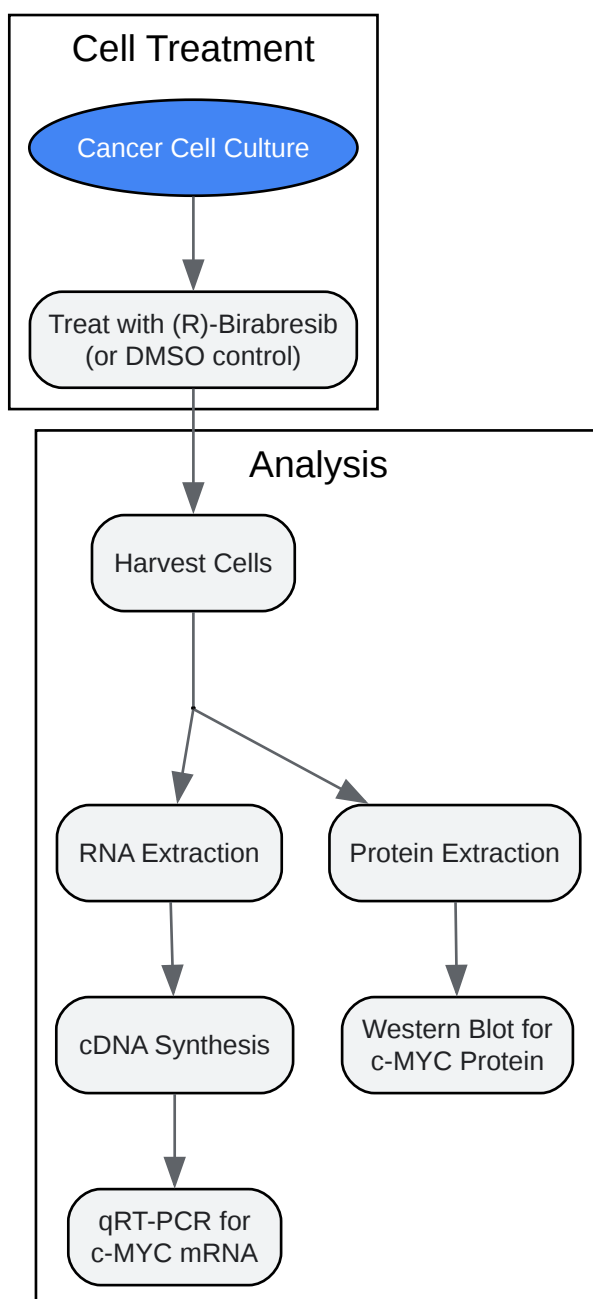 Cell Treatment
Cancer Cell Culture
Treat with (R)-Birabresib
(or DMSO control)
Analysis
Harvest Cells
RNA Extraction
Protein Extraction
cDNA Synthesis
Western Blot for
c-MYC Protein
qRT-PCR for
c-MYC mRNA